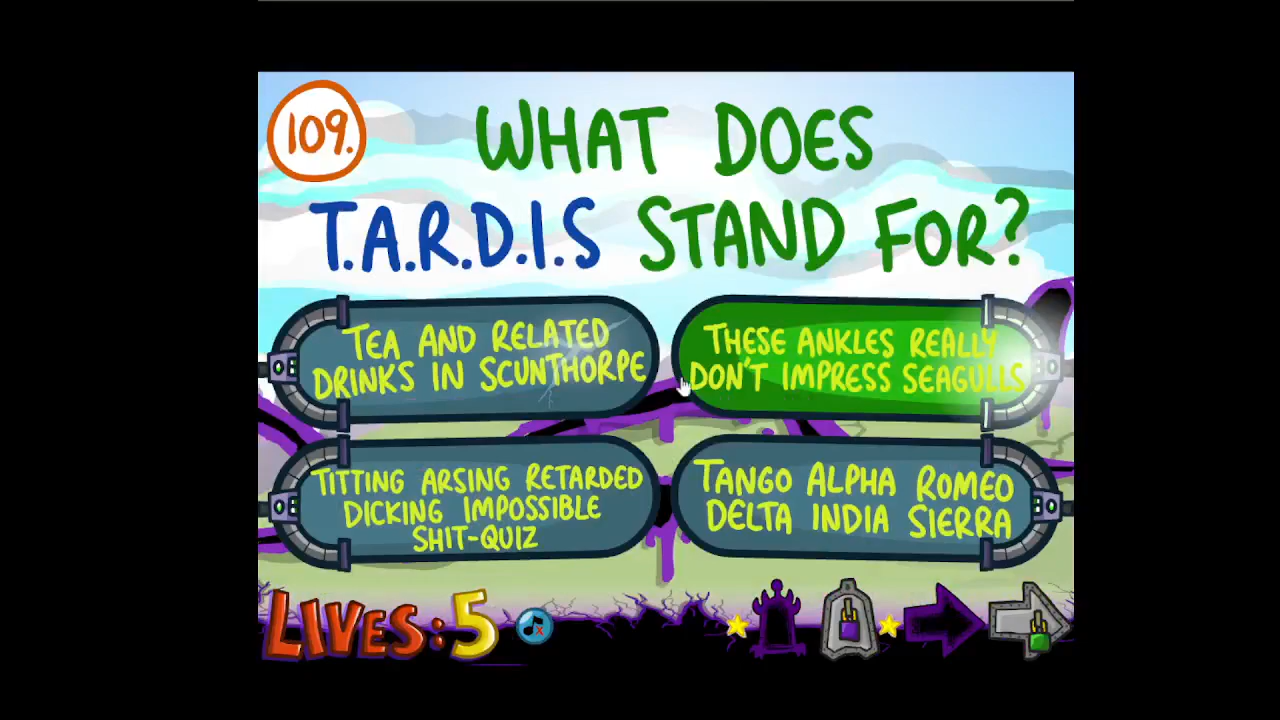 109.
WHAT DOES
T.A.R.D.I.S STAND FOR?
TEA AND RELATED
DRINKS IN SCUNTHORPE
THESE ANKLES REALLY
DON'T IMPRESS SEAGULLS
TITTING ARSING RETARDED
DICKING IMPOSSIBLE
SHIT-QUIZ
TANGO ALPHA ROMEO
DELTA INDIA SIERRA
LIVES: 5